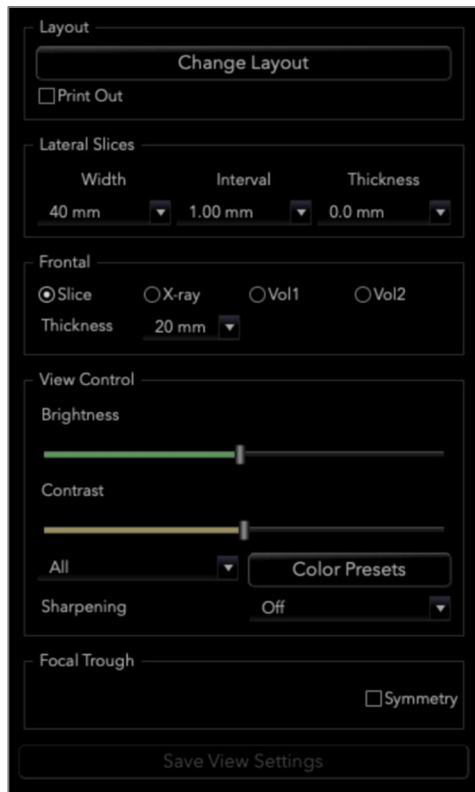 Layout
Change Layout
Print Out
Lateral Slices
Width Interval Thickness
40 mm 1.00 mm 0.0 mm
Frontal
Slice X-ray Vol1 Vol2
Thickness 20 mm
View Control
Brightness
Contrast
All Color Presets
Sharpening Off
Focal Trough
Symmetry
Save View Settings